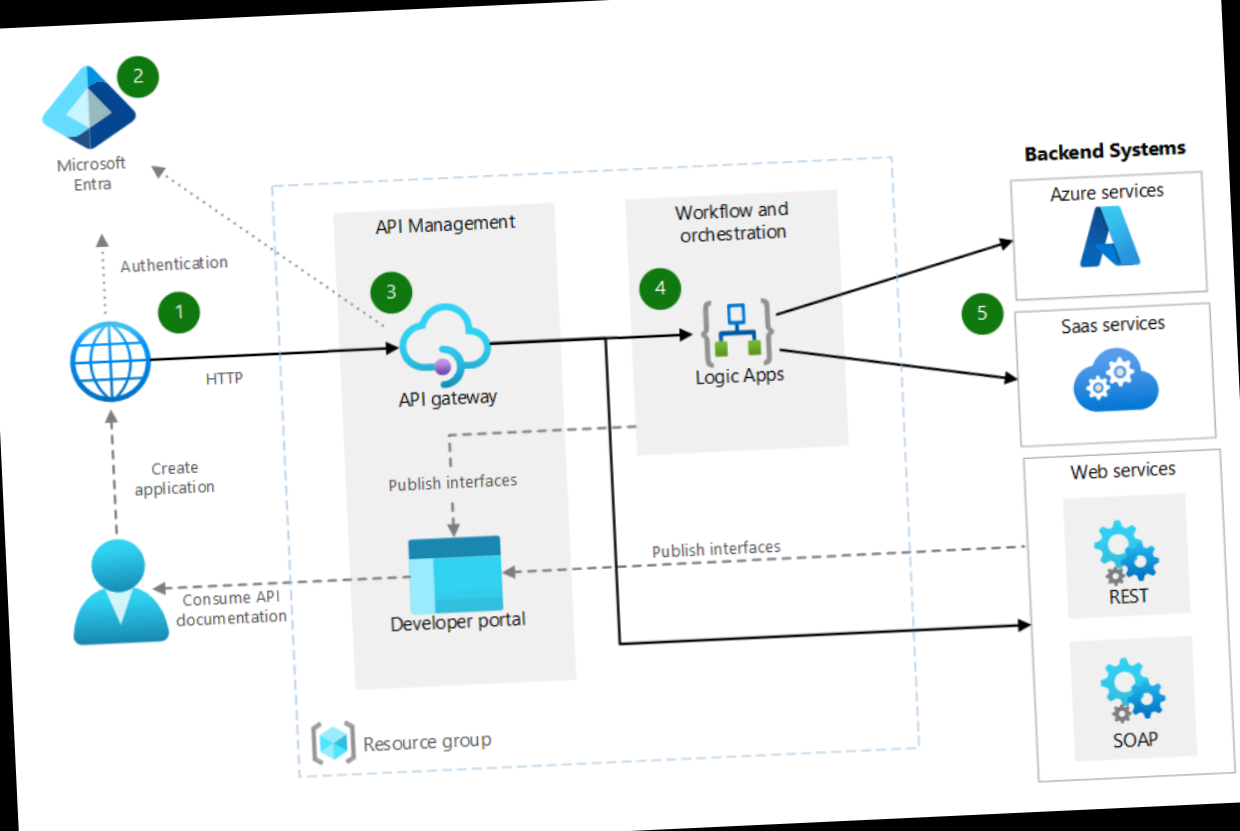 2
Microsoft
Entra
Authentication
1
HTTP
Create
application
Consume API
documentation
API Management
3
API gateway
Publish interfaces
Developer portal
Resource group
Workflow and
orchestration
4
Logic Apps
Publish interfaces
5
Backend Systems
Azure services
Saas services
Web services
REST
SOAP